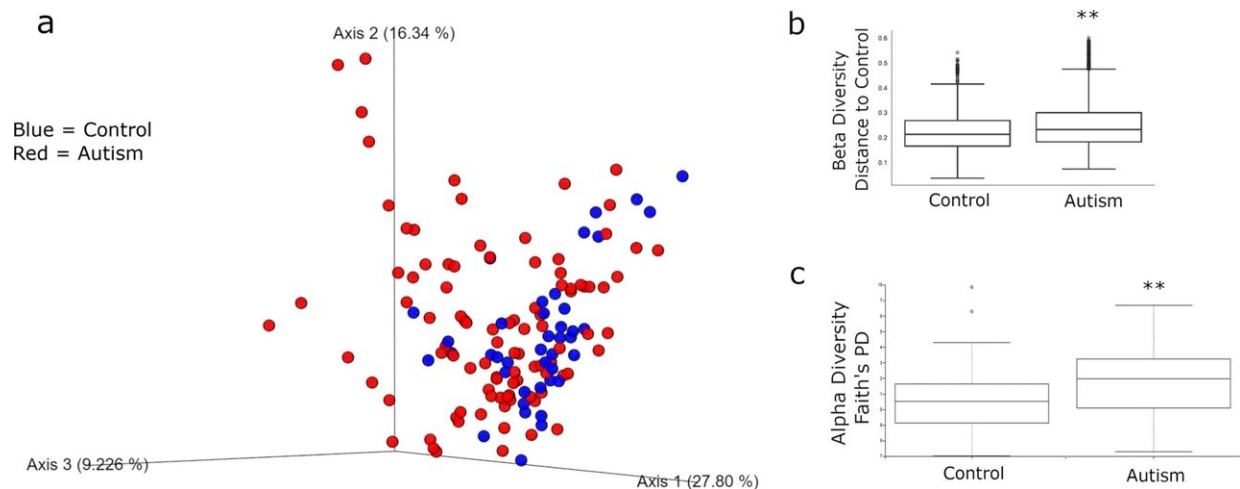 a
Axis 2 (16.34 %)
Blue = Control
Red = Autism
Axis 3 (9.226 %)
Axis 1 (27.80 %)
b
**
Beta Diversity
Distance to Control
0.6
0.5
0.4
0.3
0.2
0.1
Control
Autism
c
**
Alpha Diversity
Faith's PD
Control
Autism